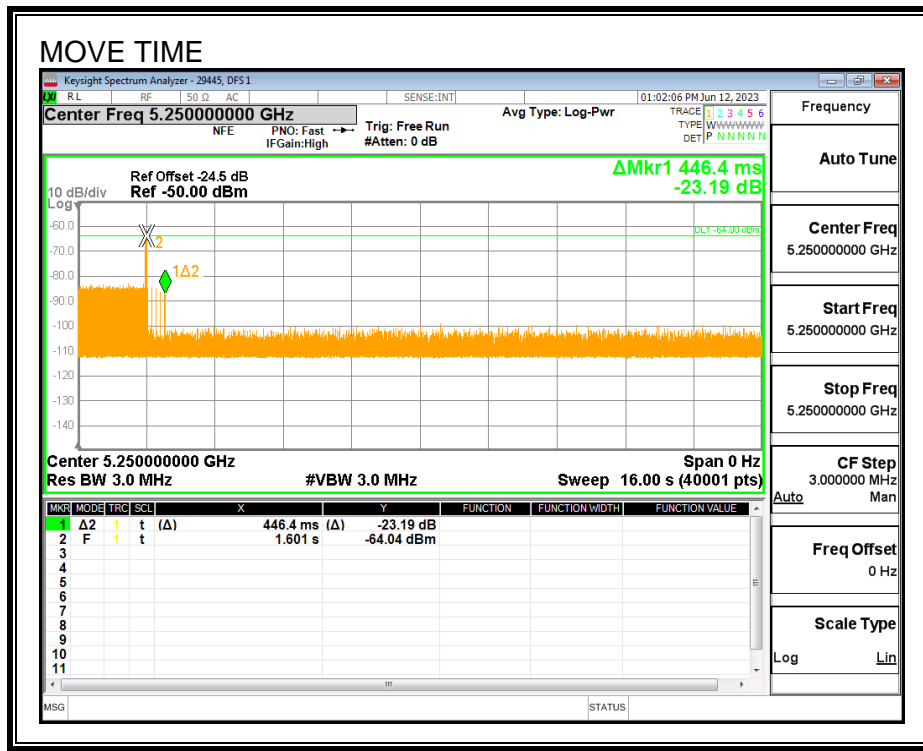 MOVE TIME
Keysight Spectrum Analyzer - 29445, DFS 1
LXI RL RF 50 Ω AC SENSE:INT 01:02:06 PM Jun 12, 2023
Center Freq 5.250000000 GHz Avg Type: Log-Pwr TRACE 1 2 3 4 5 6
NFE PNO: Fast Trig: Free Run TYPE WWWWWW
IFGain:High #Atten: 0 dB DET P N N N N N
ΔMkr1 446.4 ms
-23.19 dB
Ref Offset -24.5 dB
10 dB/div Ref -50.00 dBm
Log
-60.0
DL1 -64.00 dBm
2
-70.0
1Δ2
-80.0
-90.0
-100
-110
-120
-130
-140
Center 5.250000000 GHz Span 0 Hz
Res BW 3.0 MHz #VBW 3.0 MHz Sweep 16.00 s (40001 pts)
MKR MODE TRC SCL X Y FUNCTION FUNCTION WIDTH FUNCTION VALUE
1 Δ2 1 t (Δ) 446.4 ms (Δ) -23.19 dB
2 F 1 t 1.601 s -64.04 dBm
3
4
5
6
7
8
9
10
11
MSG STATUS
Frequency
Auto Tune
Center Freq
5.250000000 GHz
Start Freq
5.250000000 GHz
Stop Freq
5.250000000 GHz
CF Step
3.000000 MHz
Auto Man
Freq Offset
0 Hz
Scale Type
Log Lin